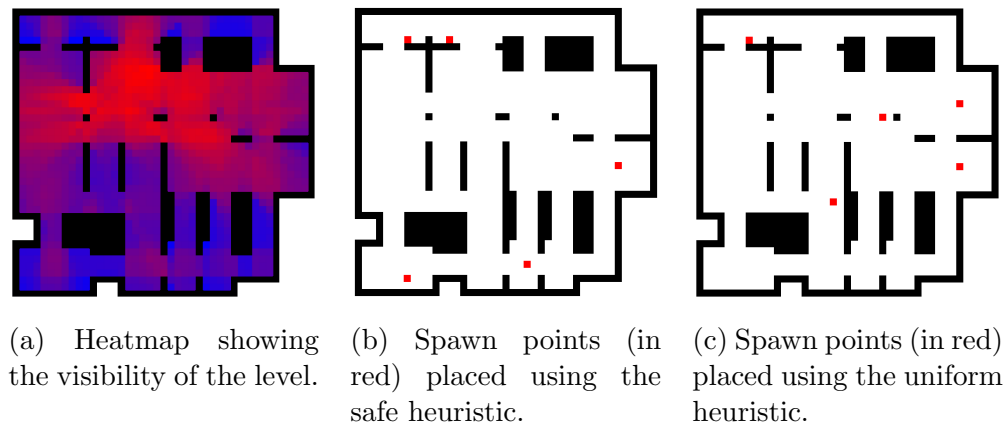 (a) Heatmap showing
the visibility of the level.
(b) Spawn points (in
red) placed using the
safe heuristic.
(c) Spawn points (in red)
placed using the uniform
heuristic.